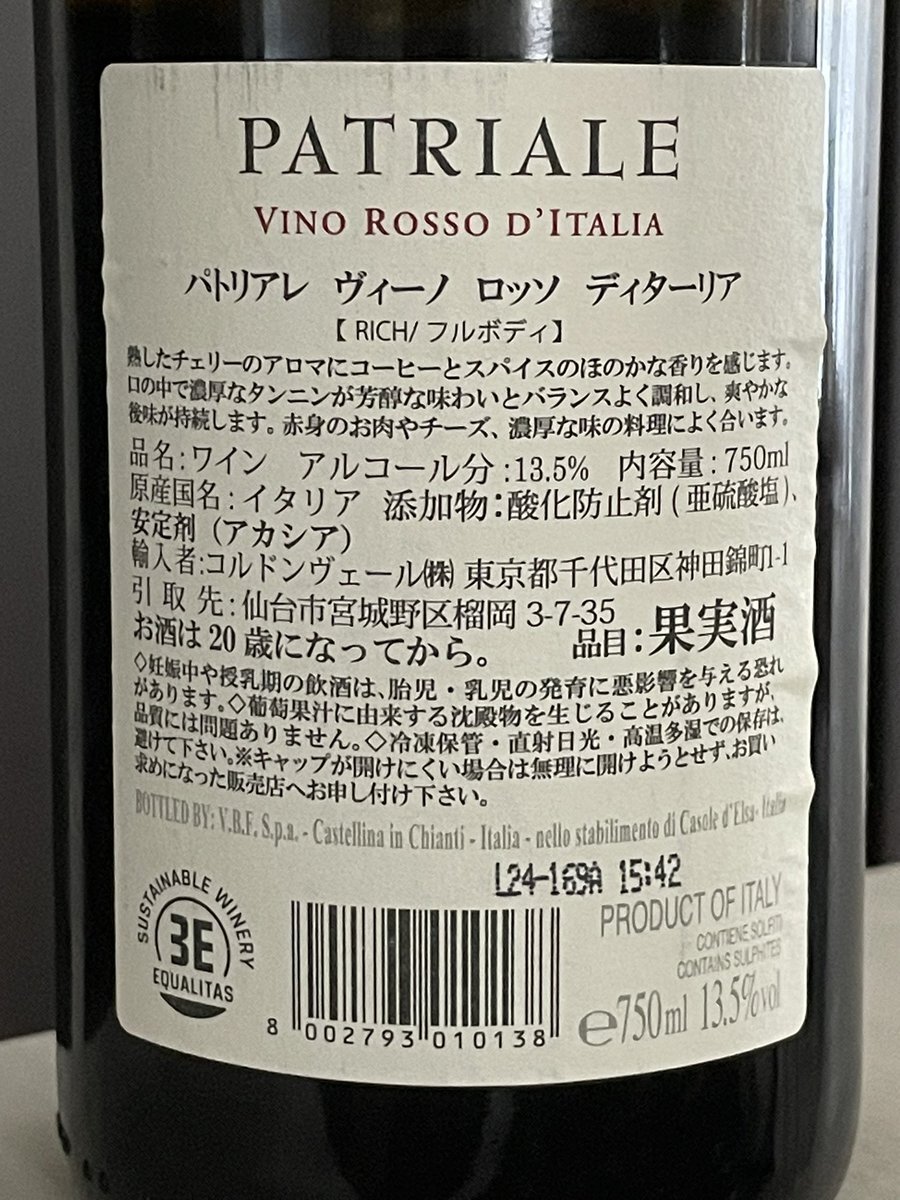 PATRIALE
VINO ROSSO D'ITALIA
パトリアレ ヴィーノ ロッソ ディターリア
【 RICH/ フルボディ】
熟したチェリーのアロマにコーヒーとスパイスのほのかな香りを感じます。
口の中で濃厚なタンニンが芳醇な味わいとバランスよく調和し、爽やかな
後味が持続します。赤身のお肉やチーズ、濃厚な味の料理によく合います。
品名:ワイン アルコール分:13.5% 内容量:750ml
原産国名:イタリア 添加物:酸化防止剤(亜硫酸塩)、
安定剤(アカシア)
輸入者:コルドンヴェール㈱ 東京都千代田区神田錦町1-1
引取先:仙台市宮城野区榴岡 3-7-35
お酒は20歳になってから。 品目:果実酒
◇妊娠中や授乳期の飲酒は、胎児・乳児の発育に悪影響を与える恐れ
があります。◇葡萄果汁に由来する沈殿物を生じることがありますが、
品質には問題ありません。◇冷凍保管・直射日光・高温多湿での保存は、
避けて下さい。※キャップが開けにくい場合は無理に開けようとせず、お買い
求めになった販売店へお申し付け下さい。
BOTTLED BY: V.B.F. S.p.a. - Castellina in Chianti - Italia - nello stabilimento di Casole d'Elsa- Italia
L24-169A 15:42
SUSTAINABLE WINERY
3E
EQUALITAS
8 002793 010138
PRODUCT OF ITALY
CONTIENE SOLFITI
CONTAINS SULPHITES
℮750ml 13.5%vol